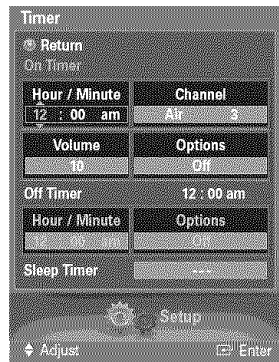 Timer
Return
On Timer
Hour / Minute Channel
12 : 00 am Air 3
Volume Options
10 Off
Off Timer 12 : 00 am
Hour / Minute Options
12 : 00 am Off
Sleep Timer ---
Setup
Adjust Enter